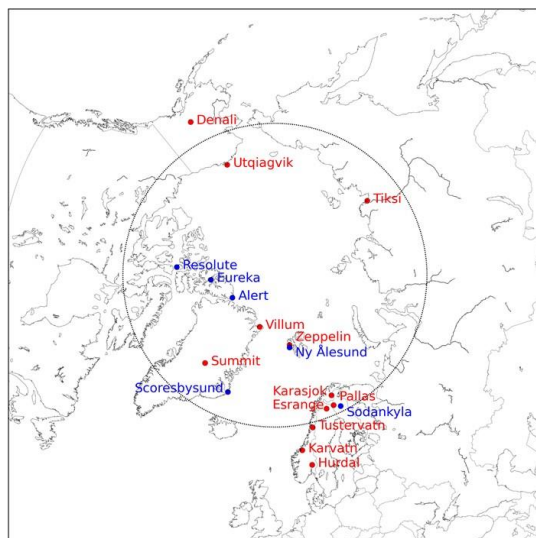 Denali
Utqiagvik
Tiksi
Resolute
Eureka
Alert
Villum
Zeppelin
Ny Ålesund
Summit
Scoresbysund
Karasjok
Pallas
Esrange
Sodankyla
Tustervatn
Karvatn
Hurdal